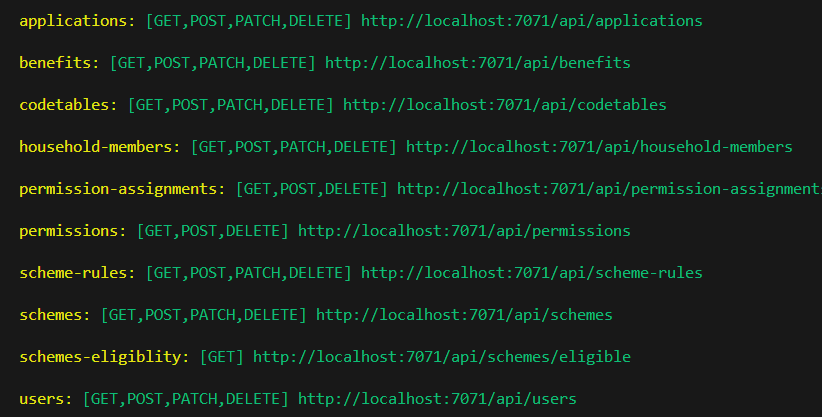 applications: [GET,POST,PATCH,DELETE] http://localhost:7071/api/applications
benefits: [GET,POST,PATCH,DELETE] http://localhost:7071/api/benefits
codetables: [GET,POST,PATCH,DELETE] http://localhost:7071/api/codetables
household-members: [GET,POST,PATCH,DELETE] http://localhost:7071/api/household-members
permission-assignments: [GET,POST,DELETE] http://localhost:7071/api/permission-assignments
permissions: [GET,POST,DELETE] http://localhost:7071/api/permissions
scheme-rules: [GET,POST,PATCH,DELETE] http://localhost:7071/api/scheme-rules
schemes: [GET,POST,PATCH,DELETE] http://localhost:7071/api/schemes
schemes-eligiblity: [GET] http://localhost:7071/api/schemes/eligible
users: [GET,POST,PATCH,DELETE] http://localhost:7071/api/users